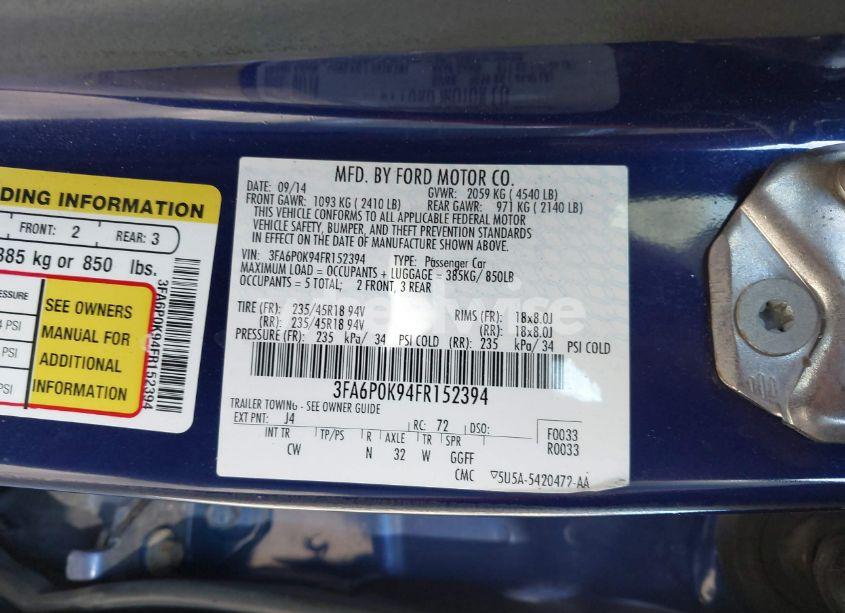 DING INFORMATION
FRONT: 2 REAR: 3
385 kg or 850 lbs.
PRESSURE
PSI
PSI
PSI
SEE OWNERS
MANUAL FOR
ADDITIONAL
INFORMATION
3FA6P0K94FR152394
MFD. BY FORD MOTOR CO.
DATE: 09/14 GVWR: 2059 KG ( 4540 LB)
FRONT GAWR: 1093 KG ( 2410 LB) REAR GAWR: 971 KG ( 2140 LB)
THIS VEHICLE CONFORMS TO ALL APPLICABLE FEDERAL MOTOR
VEHICLE SAFETY, BUMPER, AND THEFT PREVENTION STANDARDS
IN EFFECT ON THE DATE OF MANUFACTURE SHOWN ABOVE.
VIN: 3FA6P0K94FR152394 TYPE: Passenger Car
MAXIMUM LOAD = OCCUPANTS + LUGGAGE = 385KG/ 850LB
OCCUPANTS = 5 TOTAL; 2 FRONT, 3 REAR
TIRE (FR): 235/45R18 94V RIMS (FR): 18x8.0J
(RR): 235/45R18 94V (RR): 18x8.0J
PRESSURE (FR): 235 kPa/ 34 PSI COLD (RR): 235 kPa/ 34 PSI COLD
3FA6P0K94FR152394
TRAILER TOWING - SEE OWNER GUIDE
EXT PNT: J4 RC: 72 DSO: F0033
INT TR TP/PS R AXLE TR SPR R0033
CW N 32 W GGFF
CMC ▽5U5A-5420472-AA